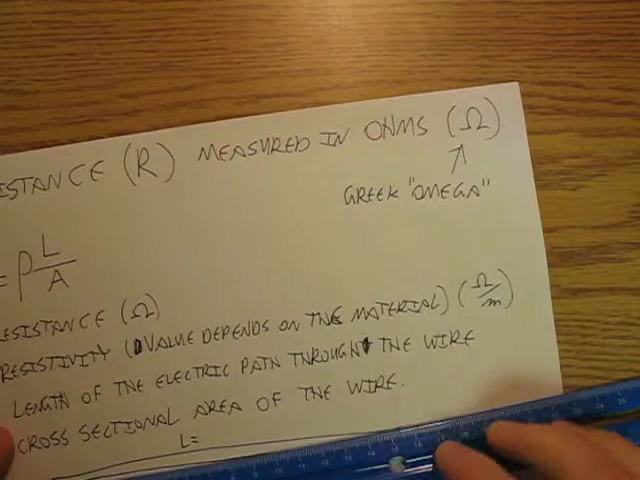 ISTANCE (R) MEASURED IN OHMS (Ω)
GREEK "OMEGA"
= ρ L/A
ESISTANCE (Ω)
RESISTIVITY (VALUE DEPENDS ON THE MATERIAL) (Ω/m)
LENGTH OF THE ELECTRIC PATH THROUGH THE WIRE
CROSS SECTIONAL AREA OF THE WIRE.
L=